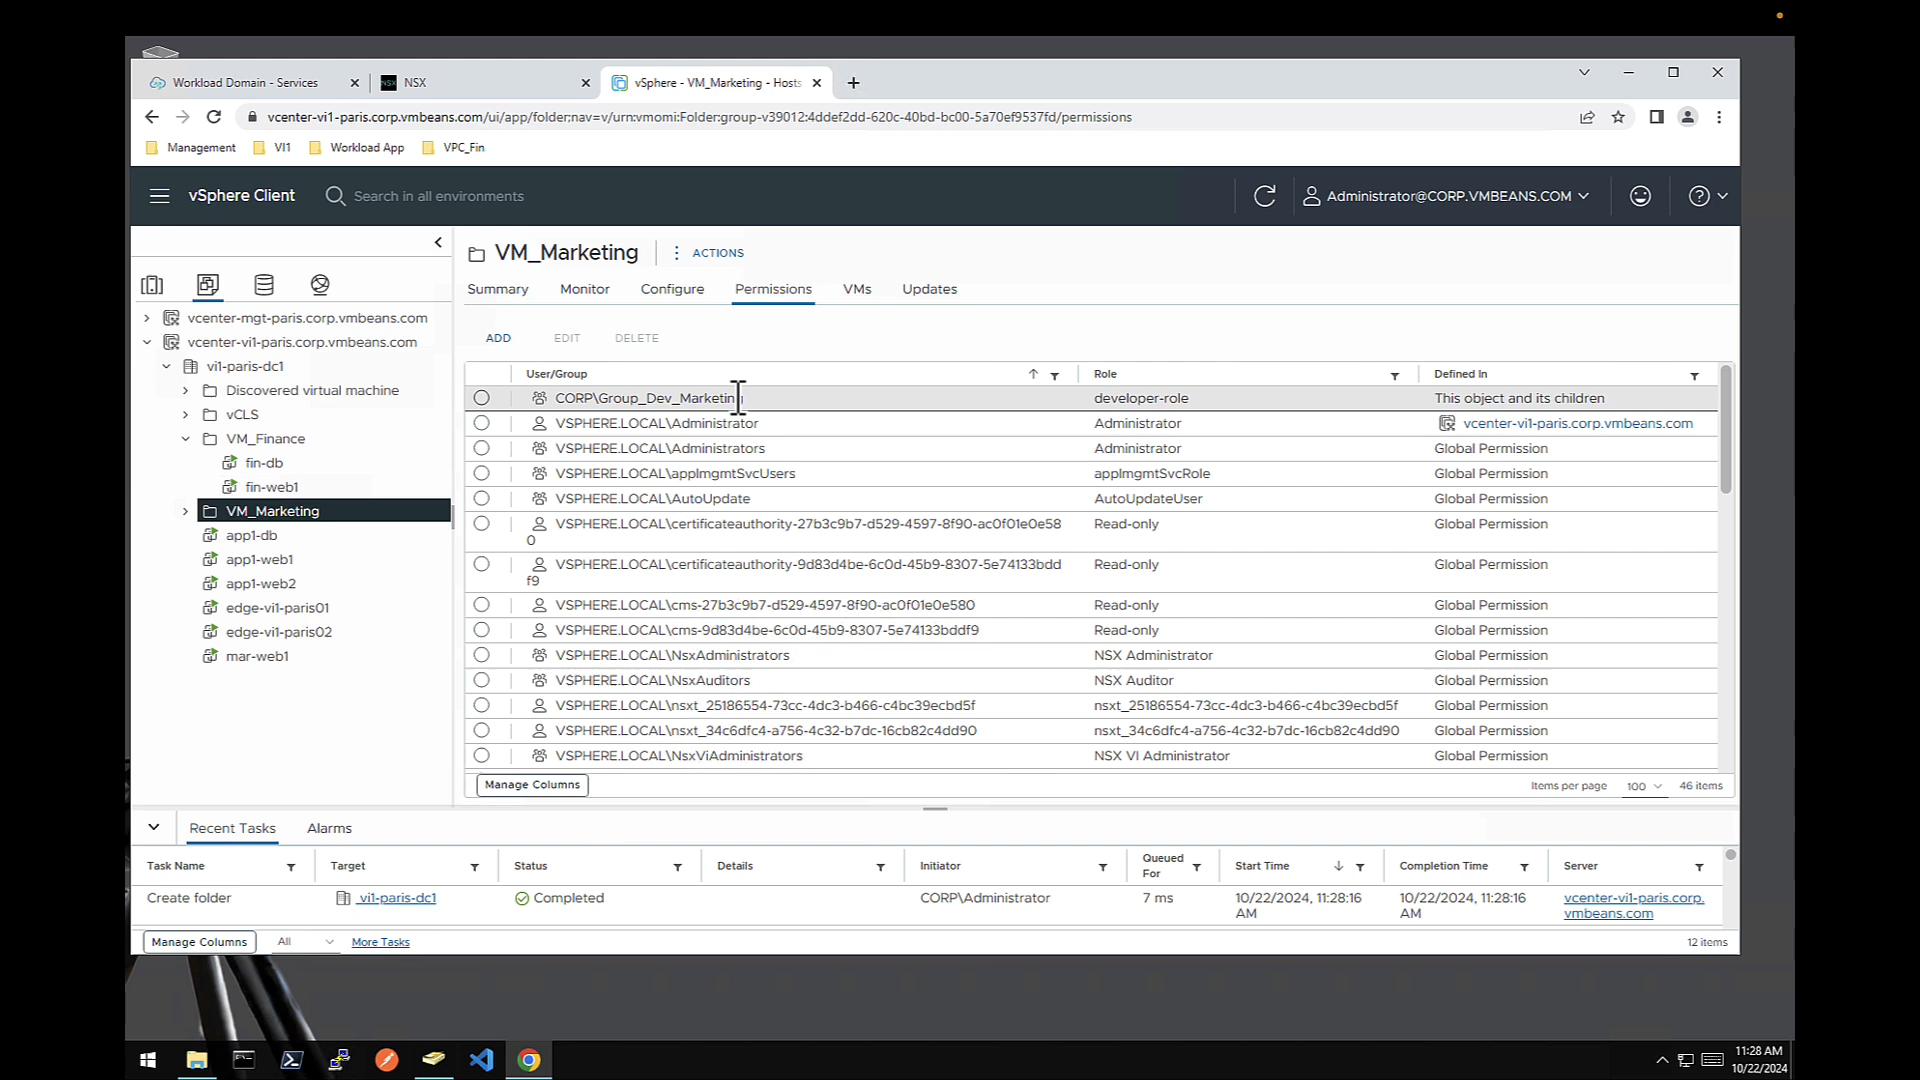 Workload Domain - Services
NSX NSX
vSphere - VM_Marketing - Hosts
vcenter-vi1-paris.corp.vmbeans.com/ui/app/folder;nav=v/urn:vmomi:Folder:group-v39012:4ddef2dd-620c-40bd-bc00-5a70ef9537fd/permissions
Management VI1 Workload App VPC_Fin
vSphere Client Search in all environments Administrator@CORP.VMBEANS.COM
VM_Marketing ACTIONS
Summary Monitor Configure Permissions VMs Updates
vcenter-mgt-paris.corp.vmbeans.com
vcenter-vi1-paris.corp.vmbeans.com
vi1-paris-dc1
Discovered virtual machine
vCLS
VM_Finance
fin-db
fin-web1
VM_Marketing
app1-db
app1-web1
app1-web2
edge-vi1-paris01
edge-vi1-paris02
mar-web1
ADD EDIT DELETE
User/Group Role Defined In
CORP\Group_Dev_Marketing developer-role This object and its children
VSPHERE.LOCAL\Administrator Administrator vcenter-vi1-paris.corp.vmbeans.com
VSPHERE.LOCAL\Administrators Administrator Global Permission
VSPHERE.LOCAL\applmgmtSvcUsers applmgmtSvcRole Global Permission
VSPHERE.LOCAL\AutoUpdate AutoUpdateUser Global Permission
VSPHERE.LOCAL\certificateauthority-27b3c9b7-d529-4597-8f90-ac0f01e0e58 Read-only Global Permission
0
VSPHERE.LOCAL\certificateauthority-9d83d4be-6c0d-45b9-8307-5e74133bdd Read-only Global Permission
f9
VSPHERE.LOCAL\cms-27b3c9b7-d529-4597-8f90-ac0f01e0e580 Read-only Global Permission
VSPHERE.LOCAL\cms-9d83d4be-6c0d-45b9-8307-5e74133bddf9 Read-only Global Permission
VSPHERE.LOCAL\NsxAdministrators NSX Administrator Global Permission
VSPHERE.LOCAL\NsxAuditors NSX Auditor Global Permission
VSPHERE.LOCAL\nsxt_25186554-73cc-4dc3-b466-c4bc39ecbd5f nsxt_25186554-73cc-4dc3-b466-c4bc39ecbd5f Global Permission
VSPHERE.LOCAL\nsxt_34c6dfc4-a756-4c32-b7dc-16cb82c4dd90 nsxt_34c6dfc4-a756-4c32-b7dc-16cb82c4dd90 Global Permission
VSPHERE.LOCAL\NsxViAdministrators NSX VI Administrator Global Permission
Manage Columns Items per page 100 46 items
Recent Tasks Alarms
Task Name Target Status Details Initiator Queued For Start Time Completion Time Server
Create folder vi1-paris-dc1 Completed CORP\Administrator 7 ms 10/22/2024, 11:28:16 10/22/2024, 11:28:16 vcenter-vi1-paris.corp.
AM AM vmbeans.com
Manage Columns All More Tasks 12 items
11:28 AM
10/22/2024